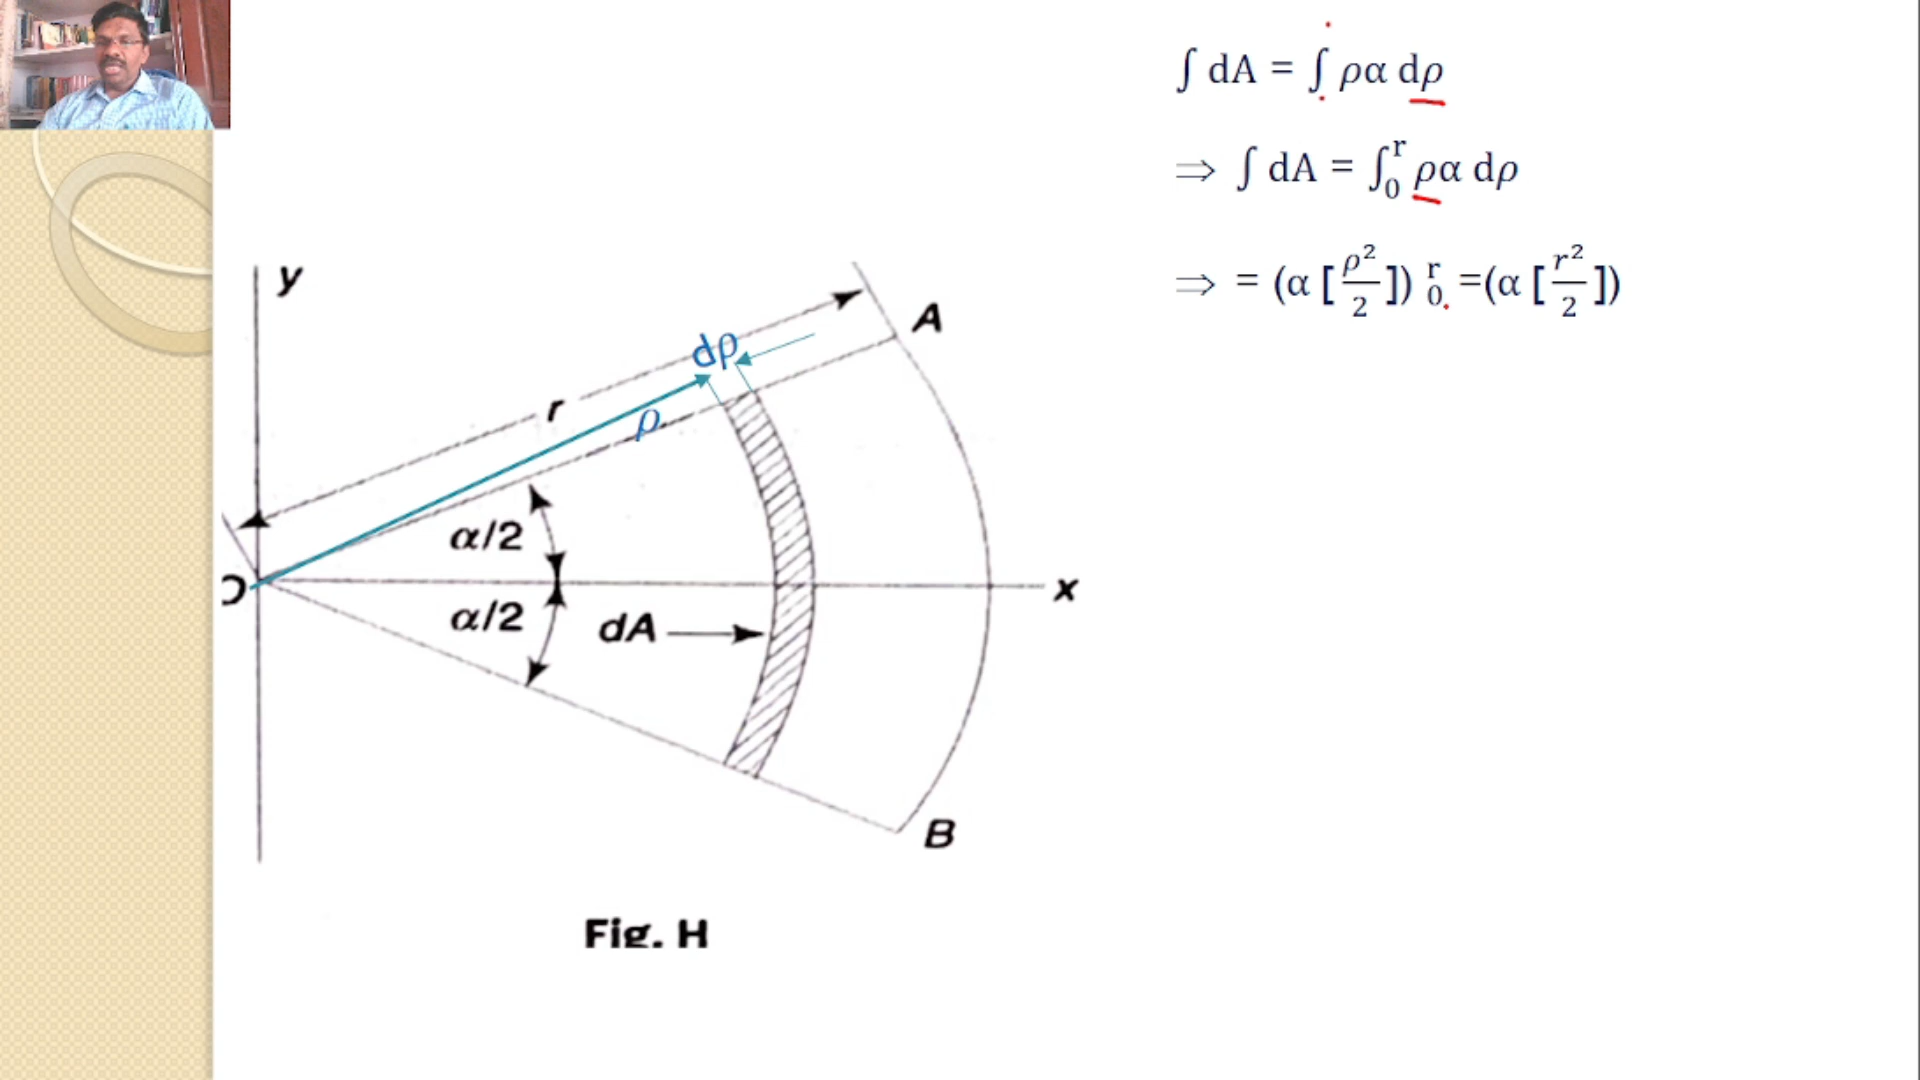 ∫ dA = ∫ ρα dρ
⇒ ∫ dA = ∫₀ʳ ρα dρ
⇒ = (α [ρ²/2]) ʳ₀ =(α [r²/2])
y
A
dρ
r
ρ
α/2
O
x
α/2
dA
B
Fig. H